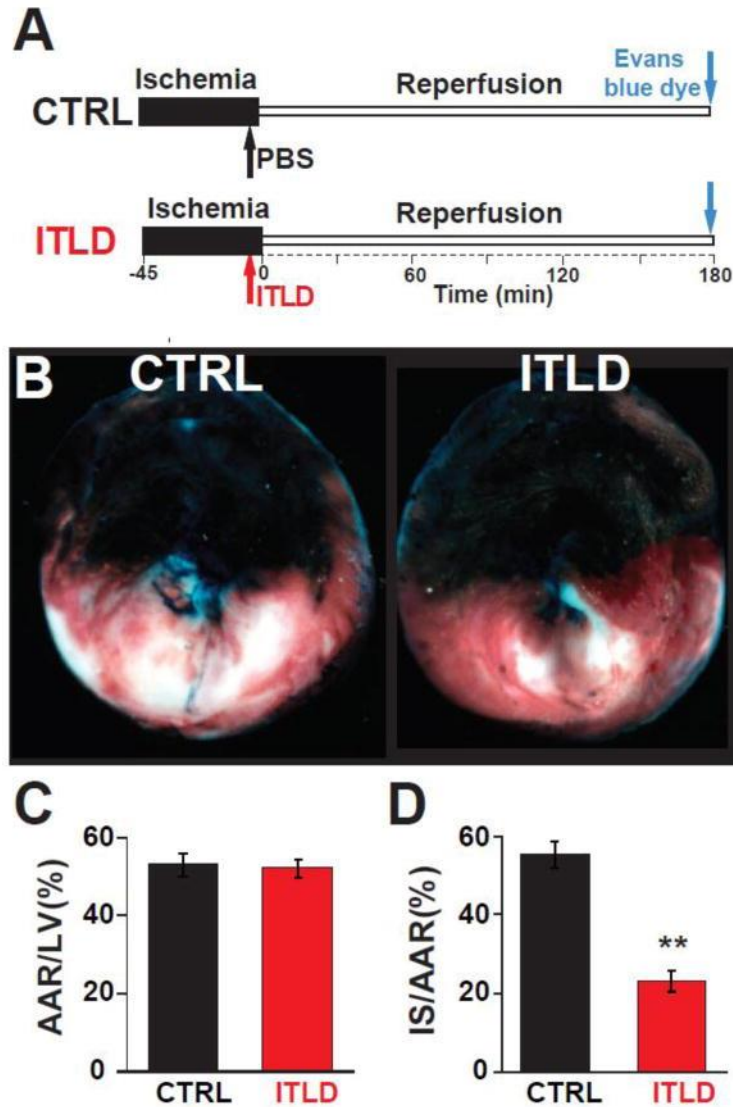 A
Ischemia
Reperfusion
Evans
blue dye
CTRL
PBS
Ischemia
Reperfusion
ITLD
-45
0
60
120
180
ITLD
Time (min)
B
CTRL
ITLD
C
60
40
20
0
AAR/LV(%)
CTRL
ITLD
D
60
40
20
0
IS/AAR(%)
**
CTRL
ITLD